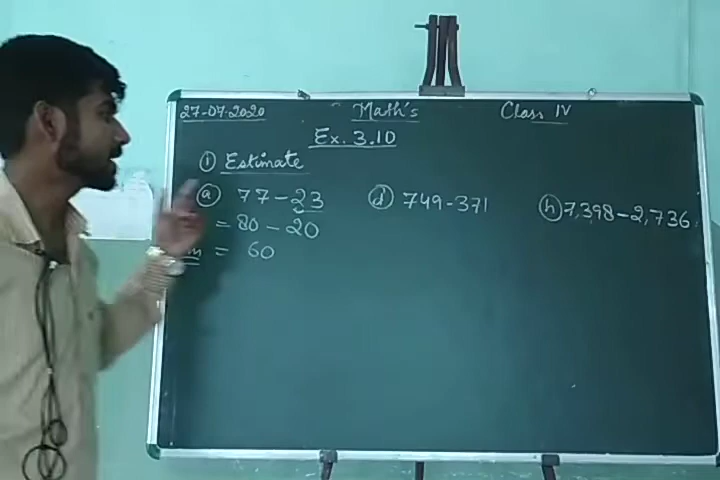 27-07-2020 Math's Class IV
Ex. 3.10
① Estimate
ⓐ 77-23 ⓓ 749-371 ⓗ 7,398-2,736
= 80-20
= 60